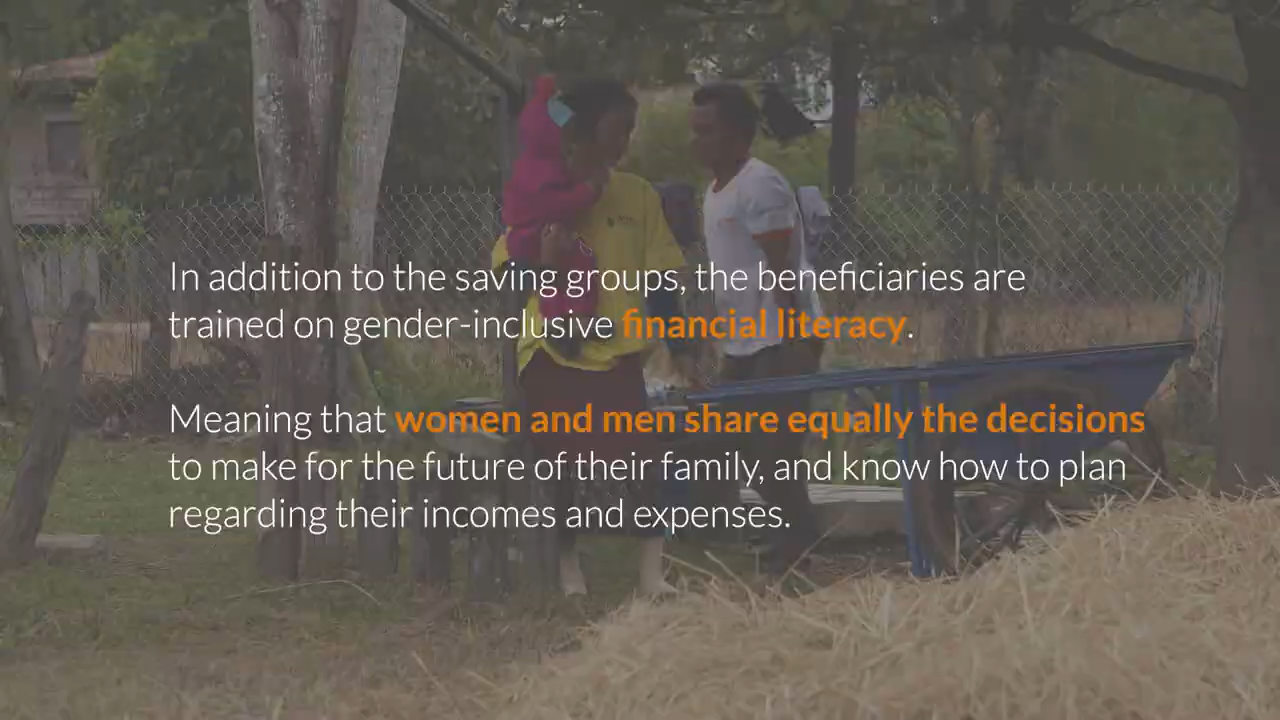 In addition to the saving groups, the beneficiaries are
trained on gender-inclusive financial literacy.
Meaning that women and men share equally the decisions
to make for the future of their family, and know how to plan
regarding their incomes and expenses.